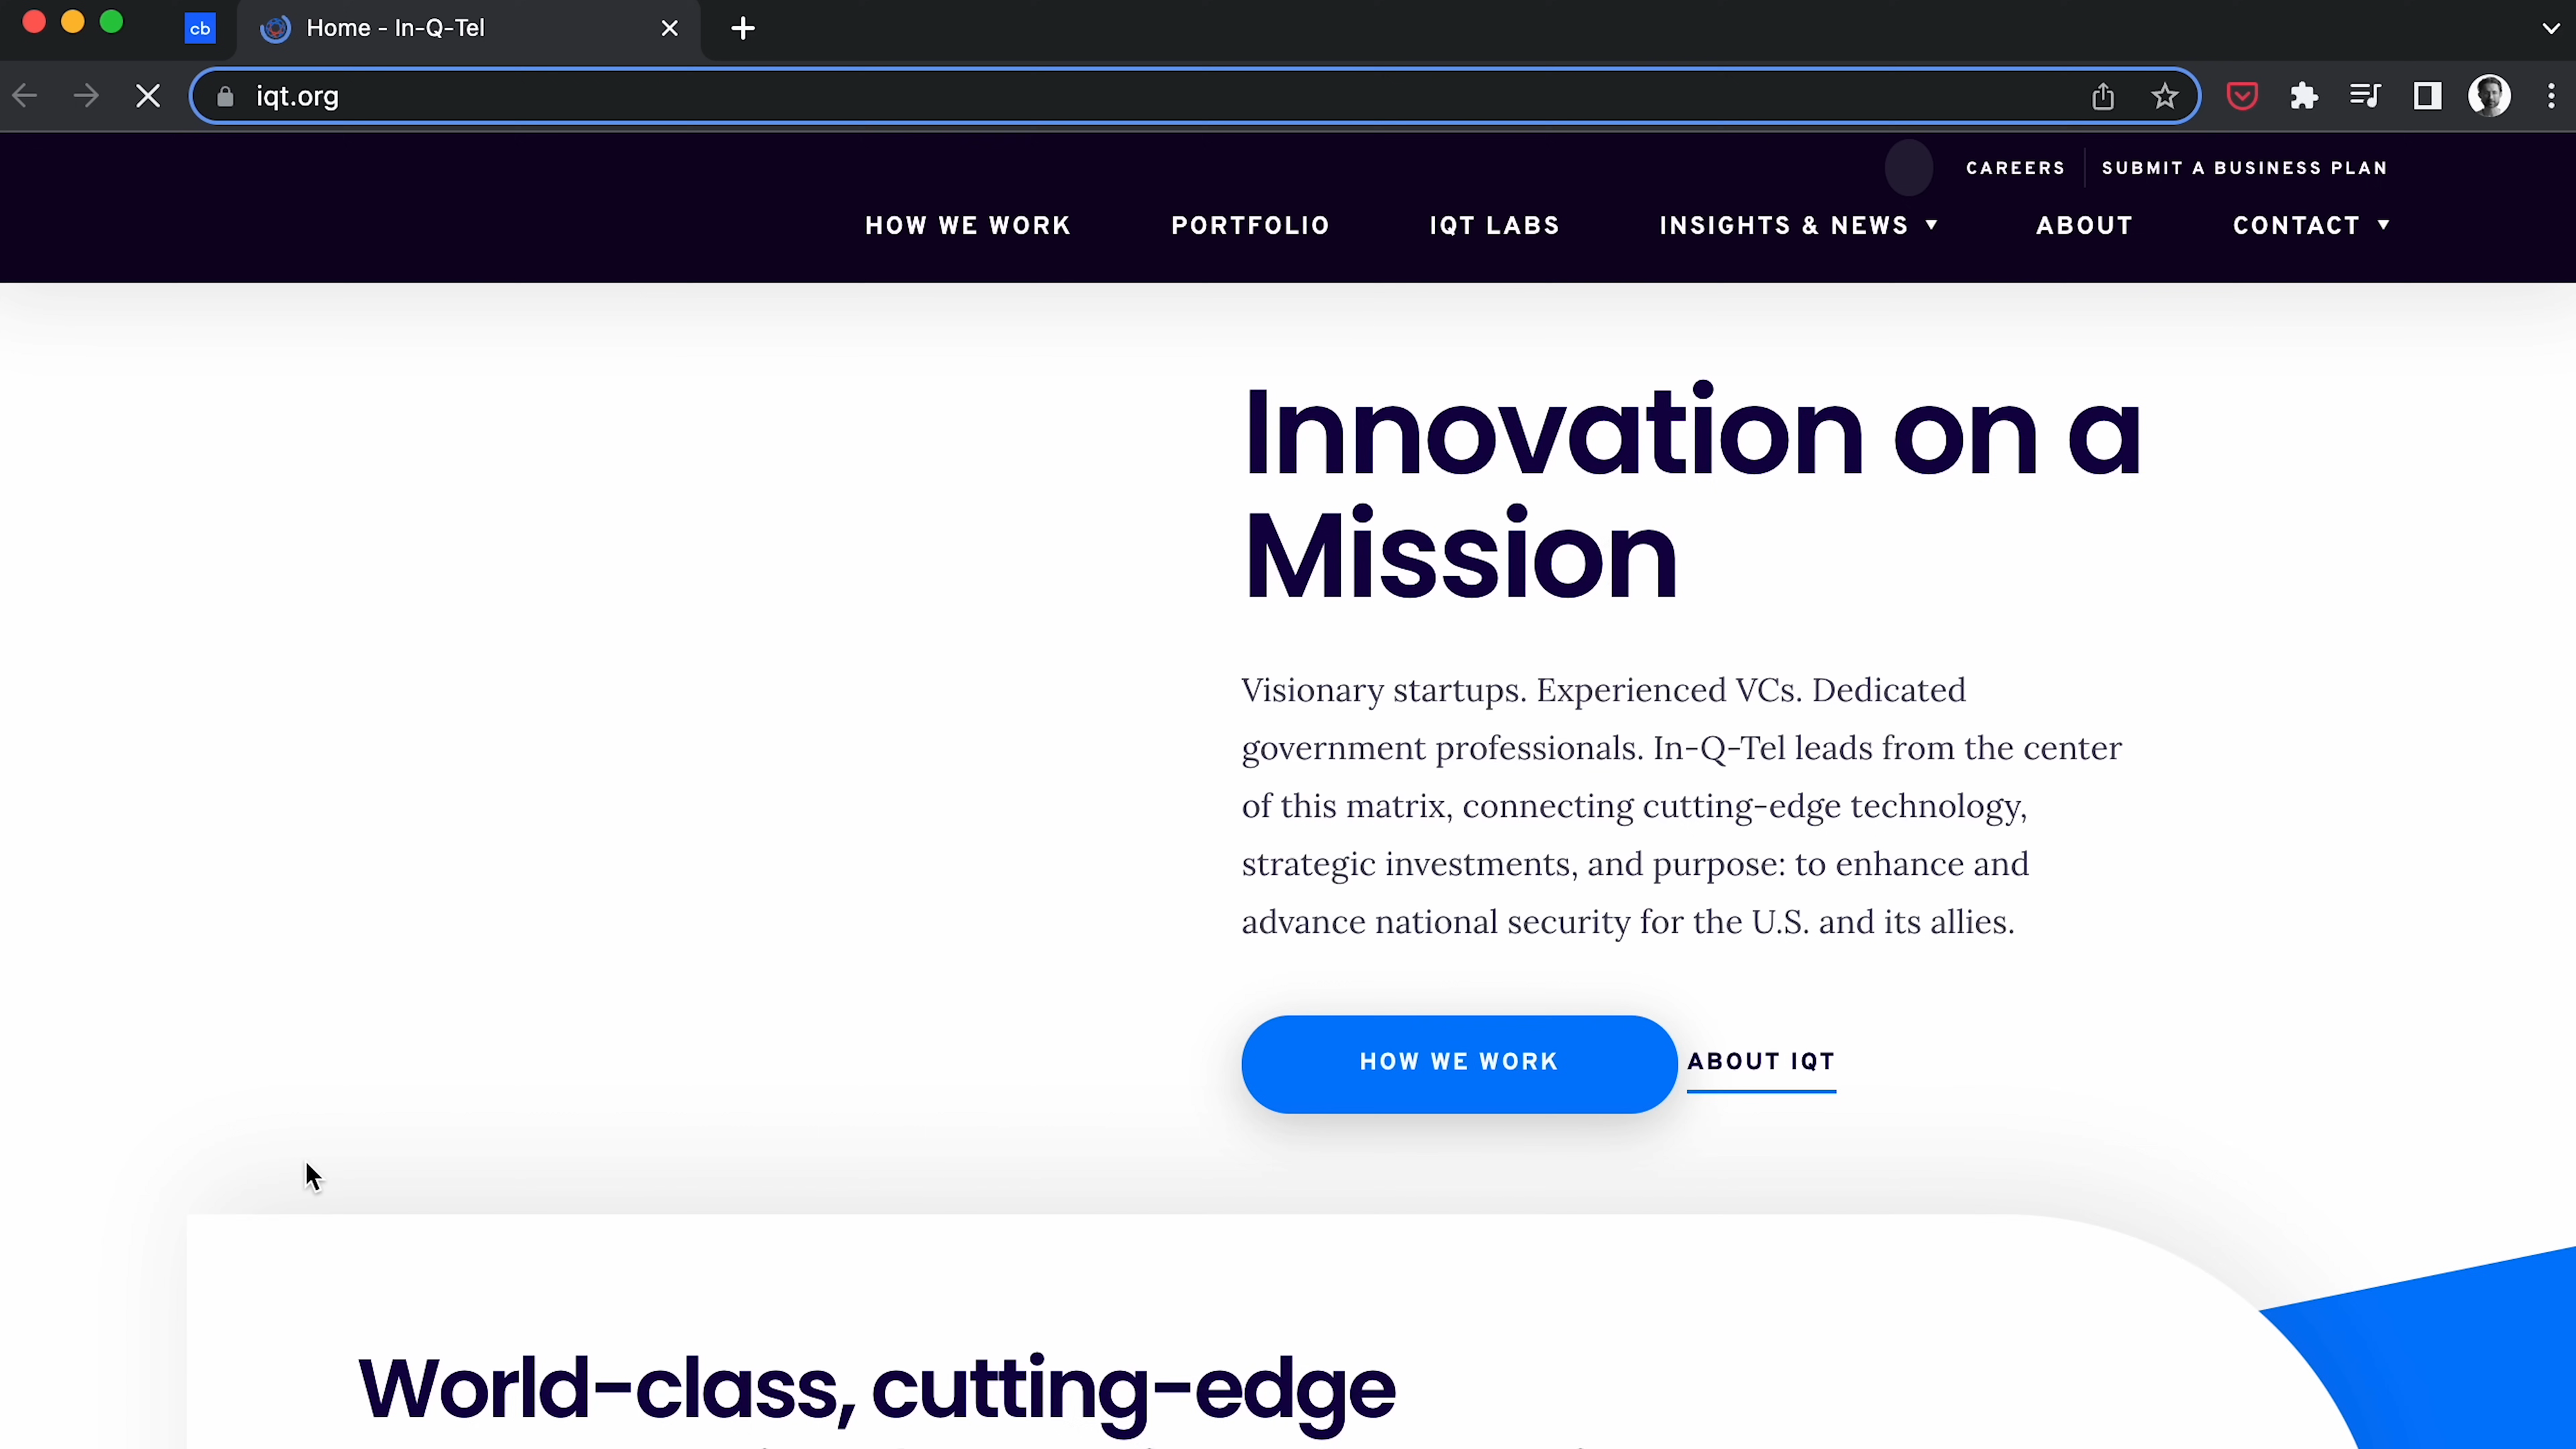 cb
Home - In-Q-Tel
iqt.org
CAREERS
SUBMIT A BUSINESS PLAN
HOW WE WORK
PORTFOLIO
IQT LABS
INSIGHTS & NEWS
ABOUT
CONTACT
Innovation on a
Mission
Visionary startups. Experienced VCs. Dedicated
government professionals. In-Q-Tel leads from the center
of this matrix, connecting cutting-edge technology,
strategic investments, and purpose: to enhance and
advance national security for the U.S. and its allies.
HOW WE WORK
ABOUT IQT
World-class, cutting-edge